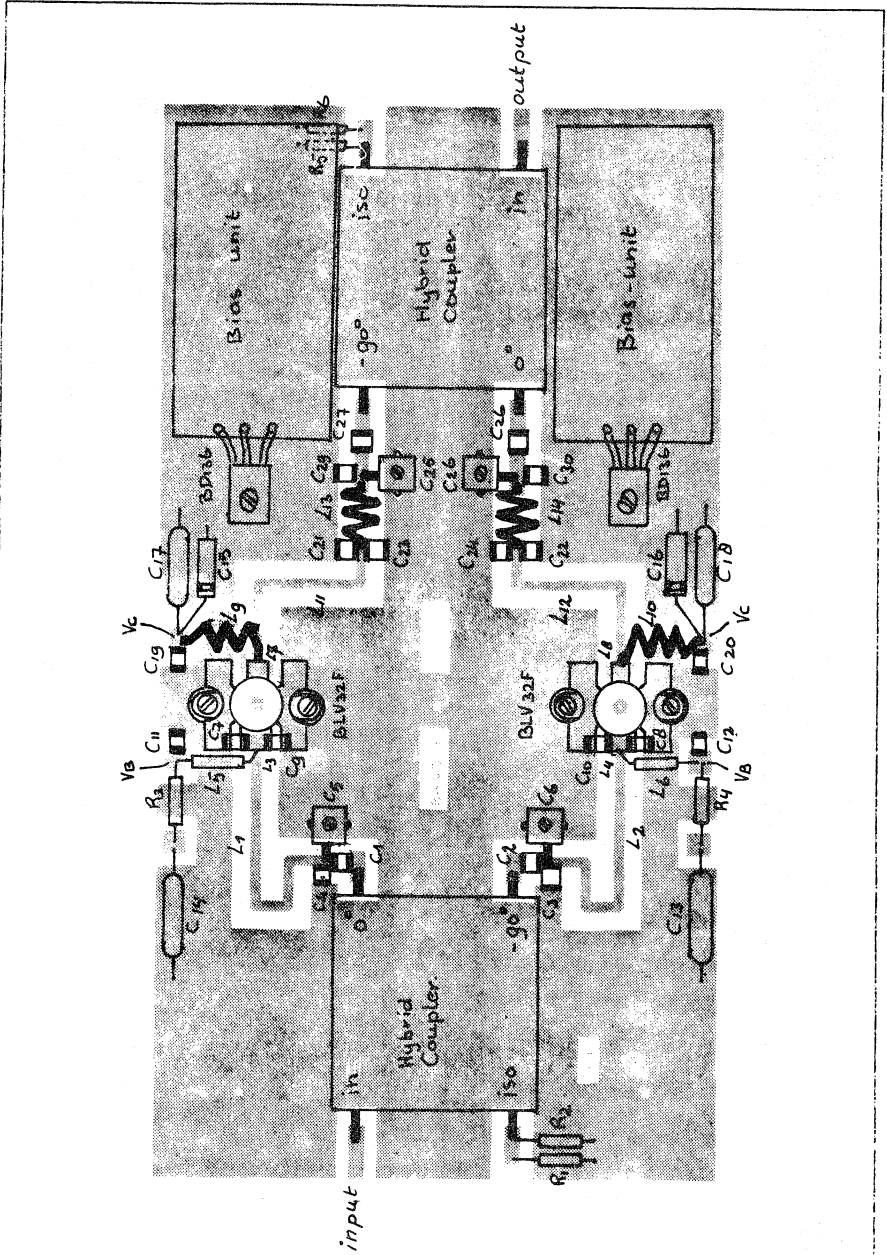 output
R6
R5
iso
in
Bias unit
Hybrid
Coupler
Bias-unit
-90°
0°
C27
C26
BD136
C29
C25
C26
C30
BD136
L13
L14
C21
C23
C24
C22
C17
C15
C16
C18
L11
L12
Vc
L9
L10
Vc
C19
L7
L8
C20
BLV32F
BLV32F
C11
C7
C9
C10
C8
C12
VB
L5
L3
L4
L6
VB
R3
R4
C5
C6
L1
L2
C1
C2
C4
C3
C14
C13
0°
-90°
Hybrid
Coupler
in
iso
R2
R1
input